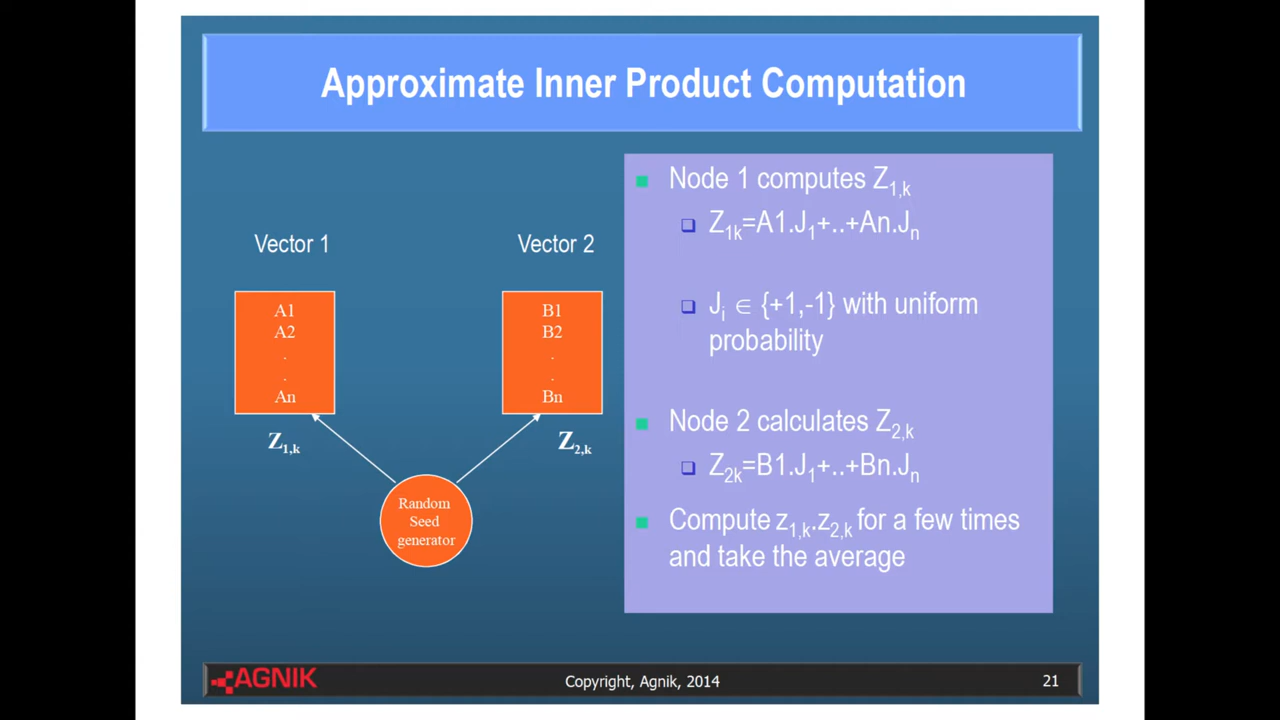 Approximate Inner Product Computation
Vector 1
Vector 2
A1
A2
.
.
An
B1
B2
.
.
Bn
Z1,k
Z2,k
Random
Seed
generator
Node 1 computes Z1,k
Z1k=A1.J1+..+An.Jn
Ji ∈ {+1,-1} with uniform
probability
Node 2 calculates Z2,k
Z2k=B1.J1+..+Bn.Jn
Compute z1,k.z2,k for a few times
and take the average
AGNIK
Copyright, Agnik, 2014
21